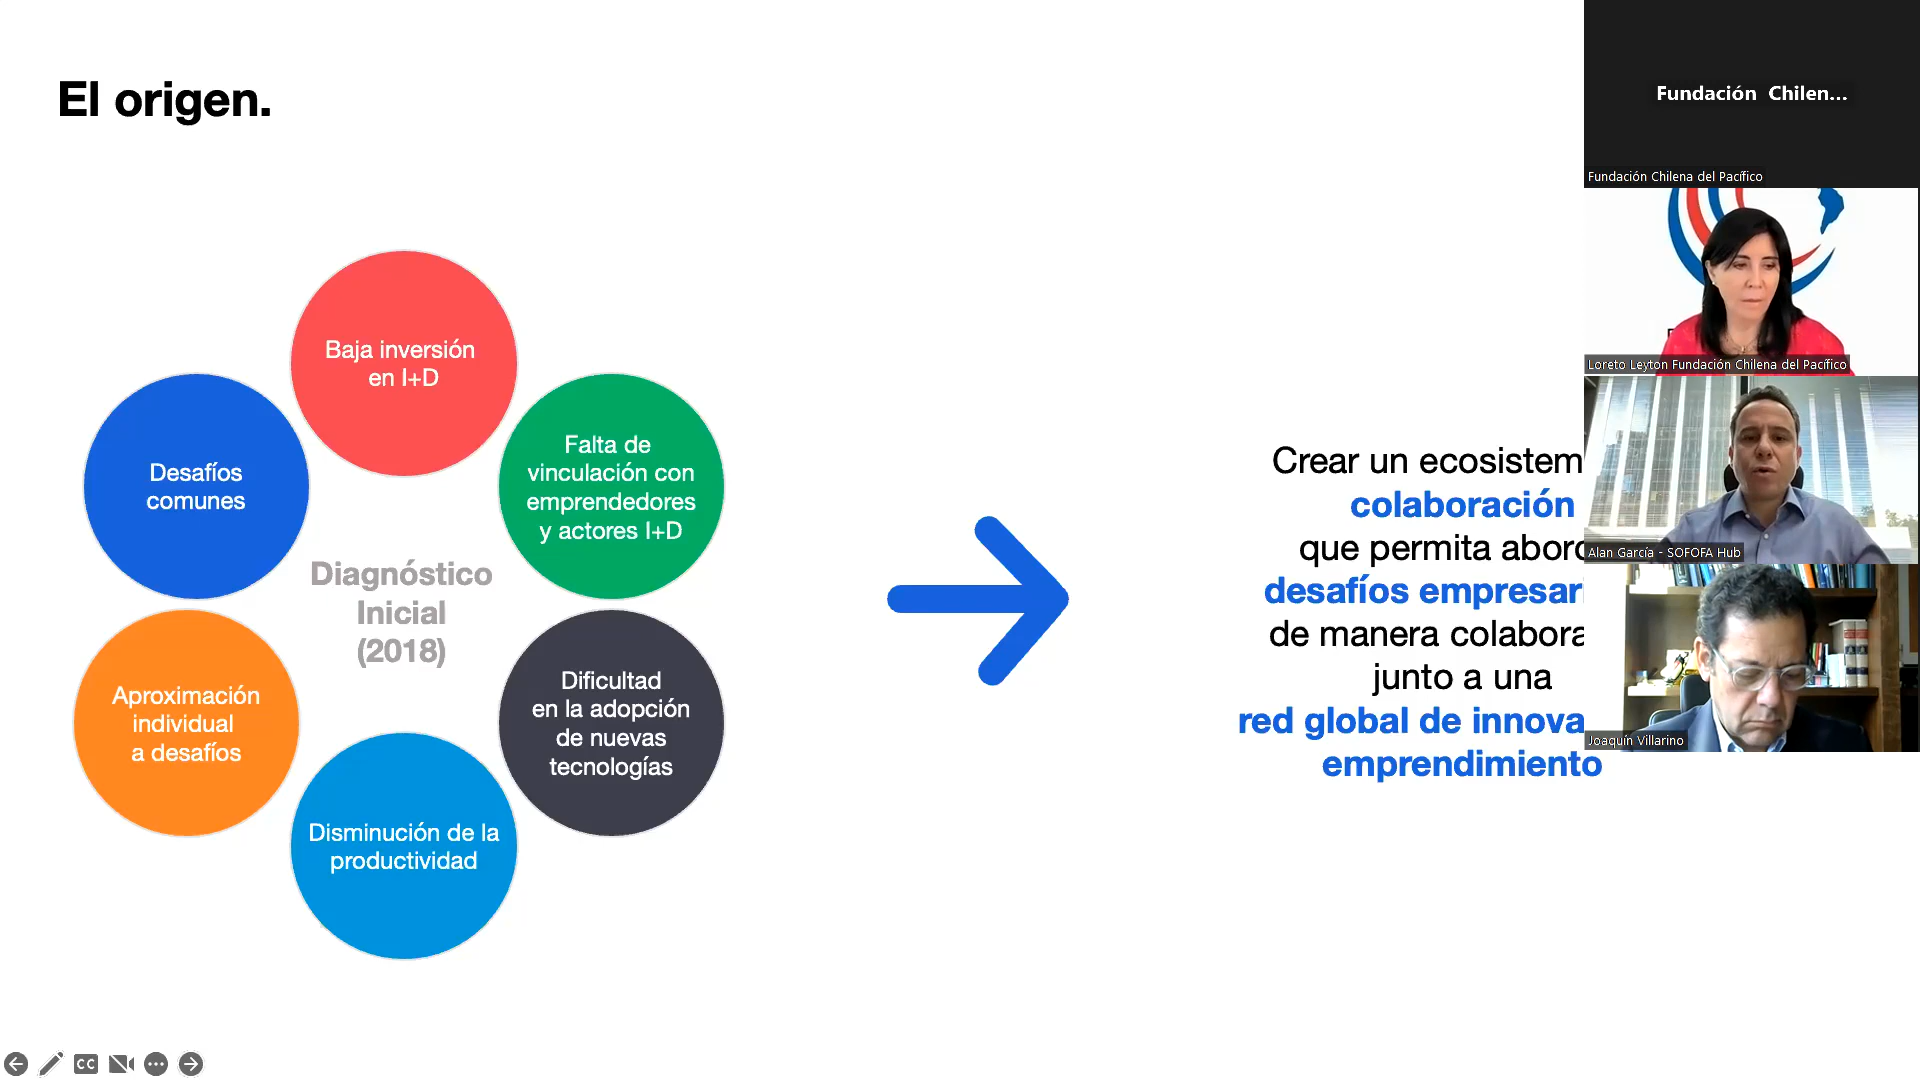 El origen.
Baja inversión
en I+D
Desafíos
comunes
Falta de
vinculación con
emprendedores
y actores I+D
Diagnóstico
Inicial
(2018)
Aproximación
individual
a desafíos
Dificultad
en la adopción
de nuevas
tecnologías
Disminución de la
productividad
Crear un ecosistem
colaboración
que permita abor
desafíos empresari
de manera colabora
junto a una
red global de innova
emprendimiento
Fundación Chilen...
Fundación Chilena del Pacífico
Loreto Leyton Fundación Chilena del Pacífico
Alan García - SOFOFA Hub
Joaquín Villarino
CC